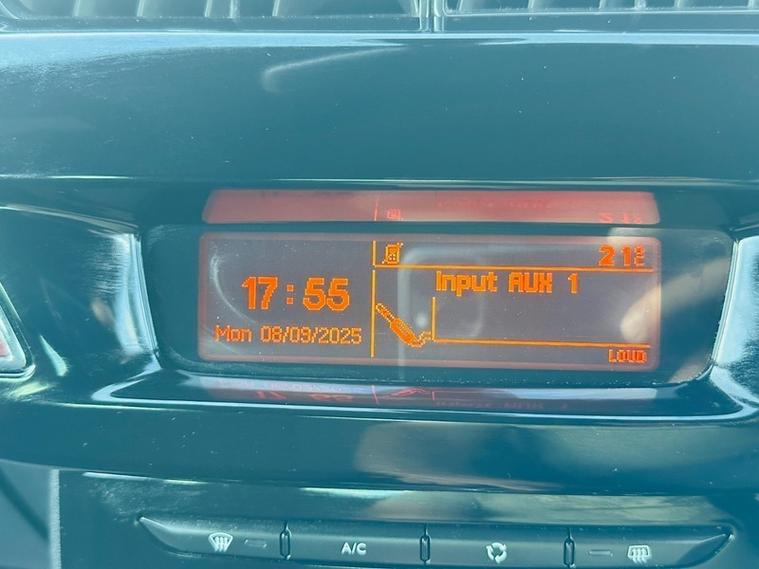 21°C
17:55
Input AUX 1
Mon 08/09/2025
LOUD
A/C